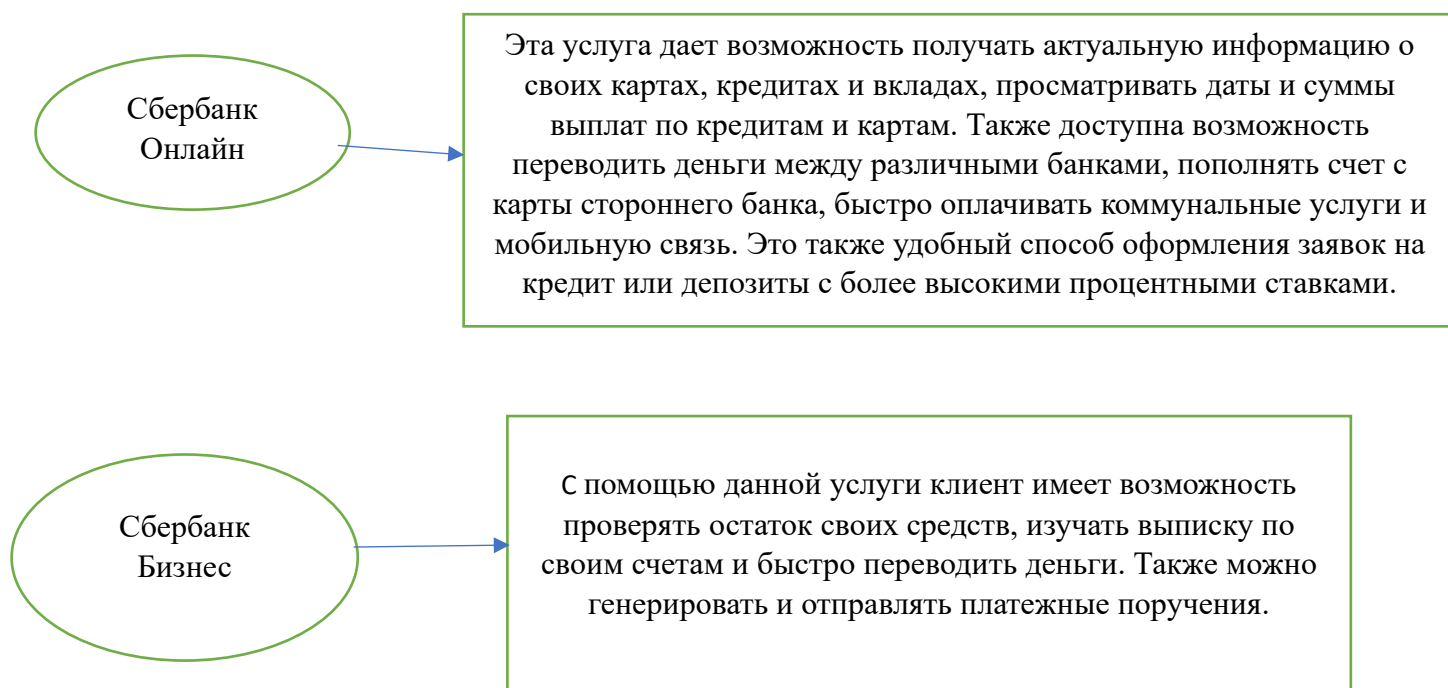 Сбербанк
Онлайн
Эта услуга дает возможность получать актуальную информацию о
своих картах, кредитах и вкладах, просматривать даты и суммы
выплат по кредитам и картам. Также доступна возможность
переводить деньги между различными банками, пополнять счет с
карты стороннего банка, быстро оплачивать коммунальные услуги и
мобильную связь. Это также удобный способ оформления заявок на
кредит или депозиты с более высокими процентными ставками.
Сбербанк
Бизнес
С помощью данной услуги клиент имеет возможность
проверять остаток своих средств, изучать выписку по
своим счетам и быстро переводить деньги. Также можно
генерировать и отправлять платежные поручения.